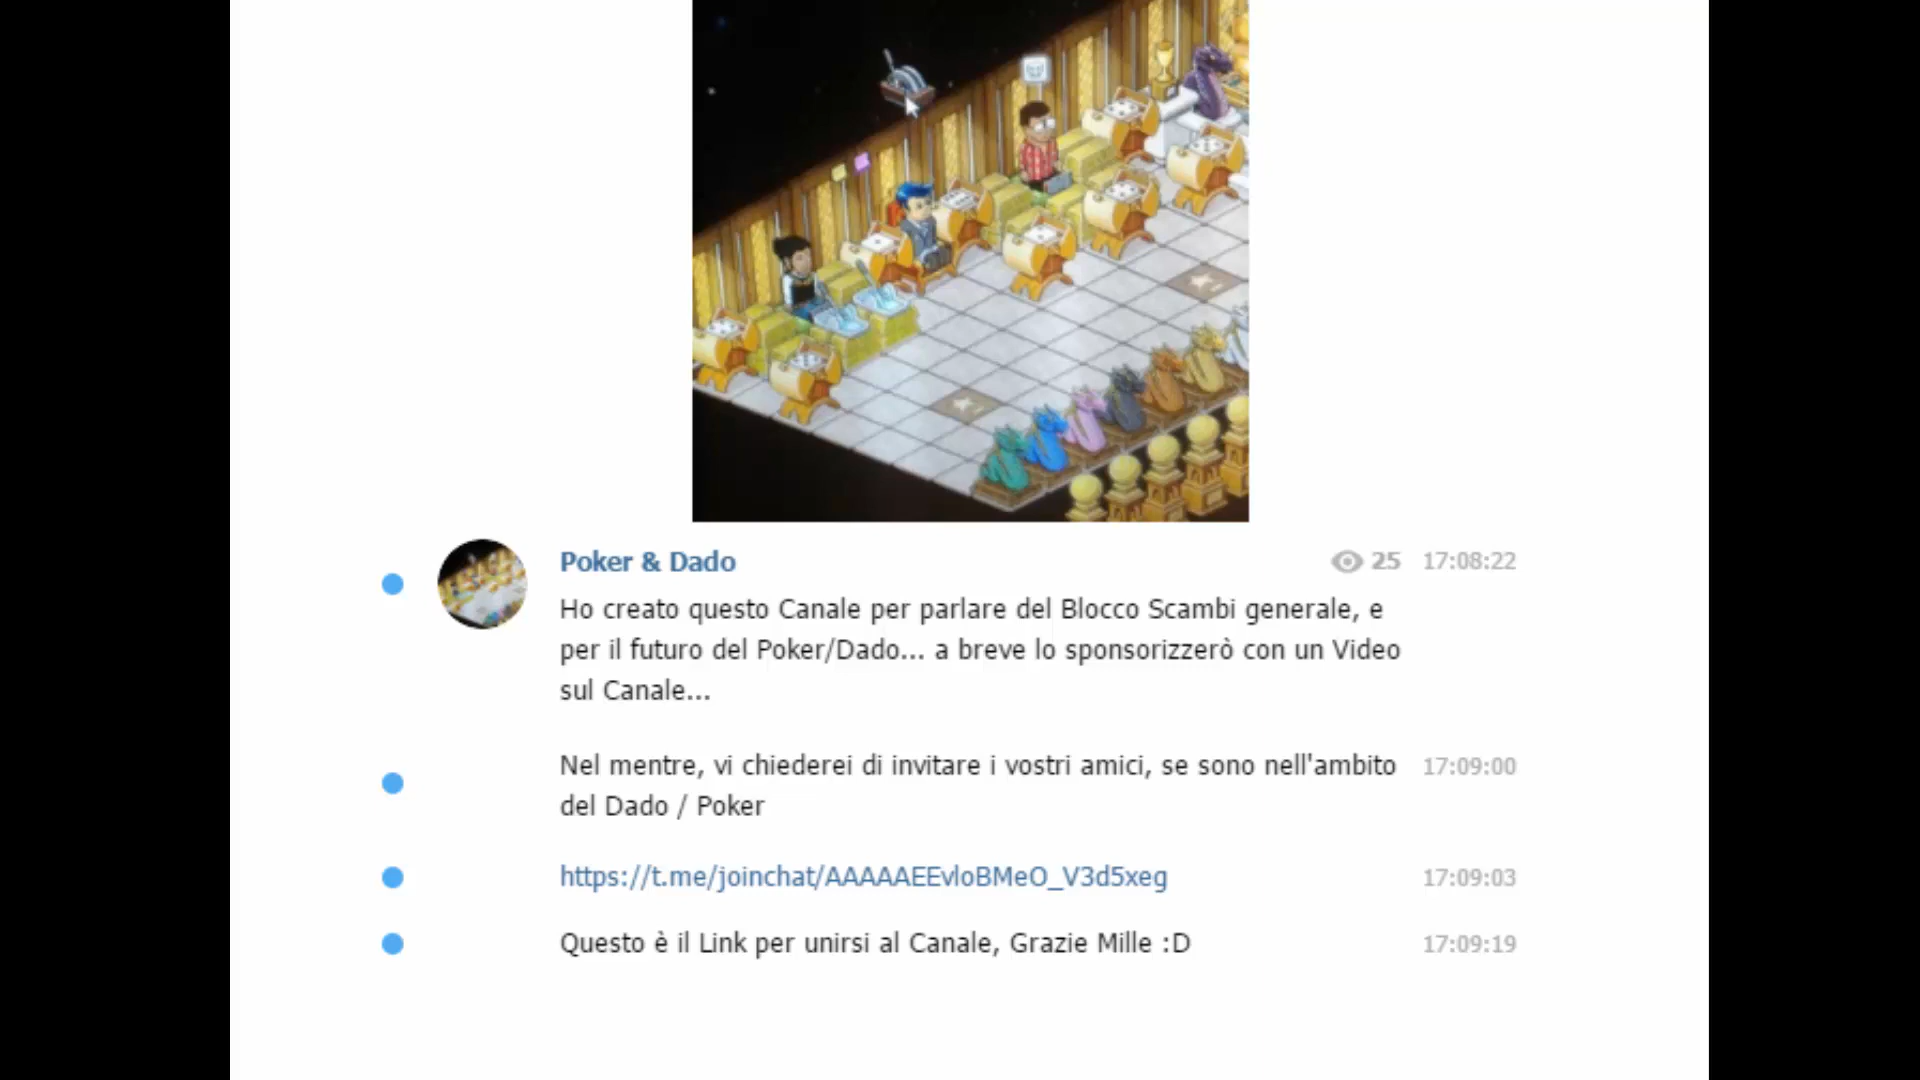 Poker & Dado 25 17:08:22
Ho creato questo Canale per parlare del Blocco Scambi generale, e
per il futuro del Poker/Dado... a breve lo sponsorizzerò con un Video
sul Canale...
Nel mentre, vi chiederei di invitare i vostri amici, se sono nell'ambito 17:09:00
del Dado / Poker
https://t.me/joinchat/AAAAAEEvloBMeO_V3d5xeg 17:09:03
Questo è il Link per unirsi al Canale, Grazie Mille :D 17:09:19